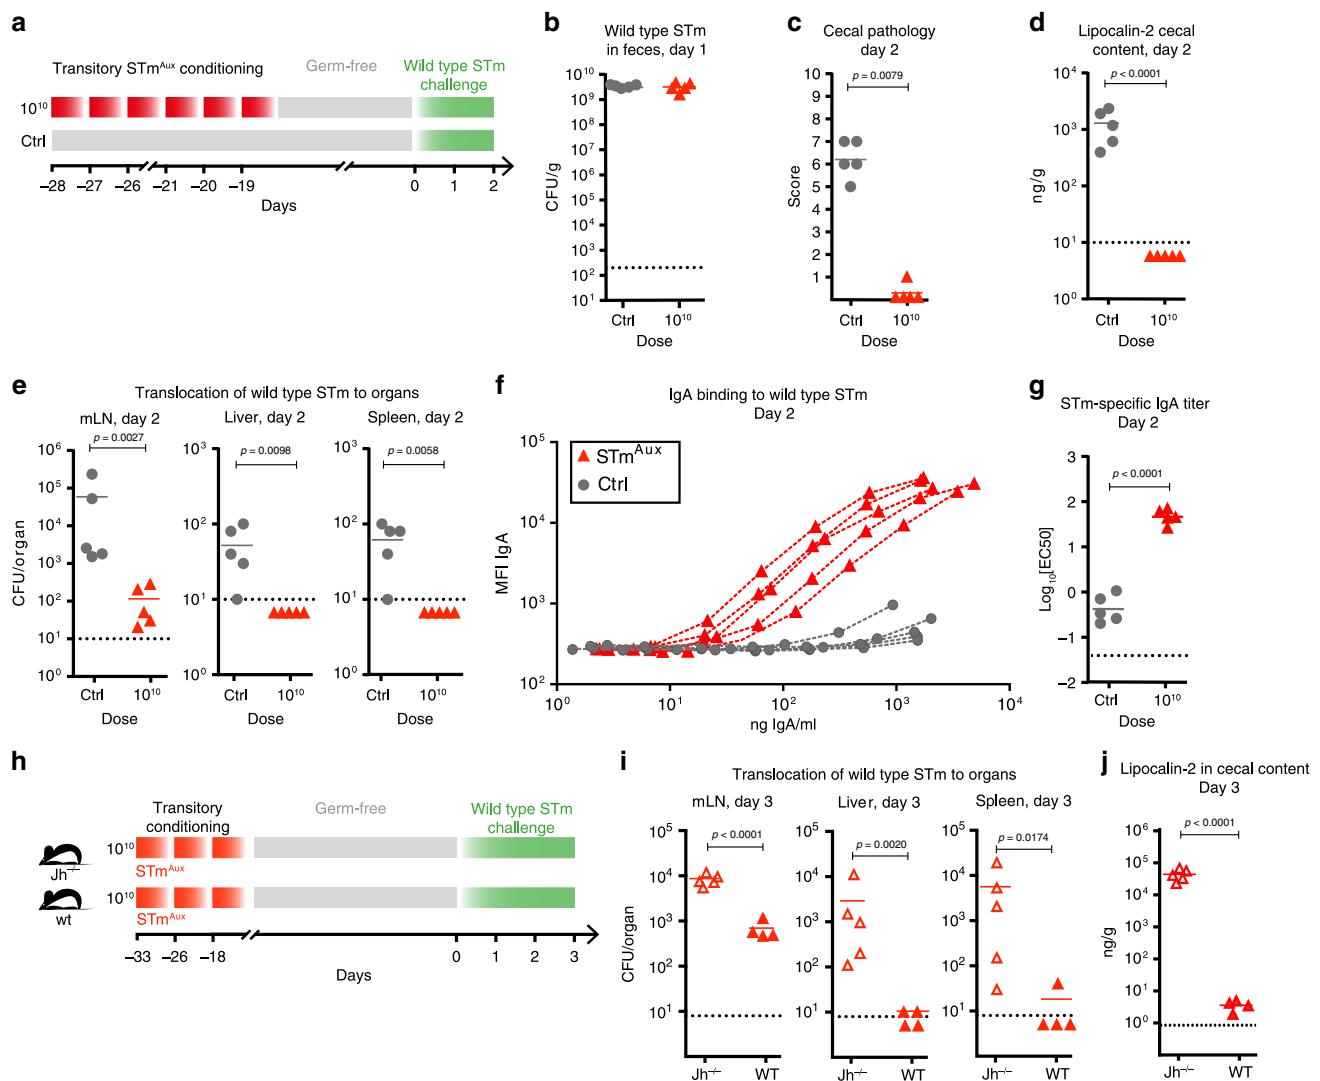 a
Transitory STm^Aux conditioning
Germ-free
Wild type STm
challenge
10^10
Ctrl
–28 –27 –26 –21 –20 –19 0 1 2
Days
b
Wild type STm
in feces, day 1
CFU/g
10^10
10^9
10^8
10^7
10^6
10^5
10^4
10^3
10^2
10^1
Ctrl 10^10
Dose
c
Cecal pathology
day 2
p = 0.0079
Score
10
9
8
7
6
5
4
3
2
1
Ctrl 10^10
Dose
d
Lipocalin-2 cecal
content, day 2
p < 0.0001
ng/g
10^4
10^3
10^2
10^1
10^0
Ctrl 10^10
Dose
e
Translocation of wild type STm to organs
mLN, day 2
p = 0.0027
CFU/organ
10^6
10^5
10^4
10^3
10^2
10^1
10^0
Ctrl 10^10
Dose
Liver, day 2
p = 0.0098
10^3
10^2
10^1
10^0
Ctrl 10^10
Dose
Spleen, day 2
p = 0.0058
10^3
10^2
10^1
10^0
Ctrl 10^10
Dose
f
IgA binding to wild type STm
Day 2
STm^Aux
Ctrl
MFI IgA
10^5
10^4
10^3
10^2
10^0 10^1 10^2 10^3 10^4
ng IgA/ml
g
STm-specific IgA titer
Day 2
p < 0.0001
Log10[EC50]
3
2
1
0
–1
–2
Ctrl 10^10
Dose
h
Transitory
conditioning
Germ-free
Wild type STm
challenge
10^10
Jh^–/–
STm^Aux
10^10
wt
STm^Aux
–33 –26 –18 0 1 2 3
Days
i
Translocation of wild type STm to organs
mLN, day 3
p < 0.0001
CFU/organ
10^5
10^4
10^3
10^2
10^1
Jh^–/– WT
Liver, day 3
p = 0.0020
10^5
10^4
10^3
10^2
10^1
Jh^–/– WT
Spleen, day 3
p = 0.0174
10^5
10^4
10^3
10^2
10^1
Jh^–/– WT
j
Lipocalin-2 in cecal content
Day 3
p < 0.0001
ng/g
10^6
10^5
10^4
10^3
10^2
10^1
10^0
Jh^–/– WT